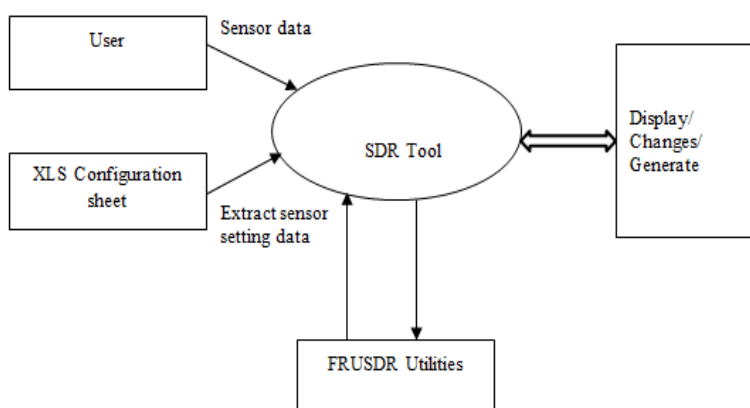 User
Sensor data
Display/
Changes/
Generate
SDR Tool
XLS Configuration
sheet
Extract sensor
setting data
FRUSDR Utilities